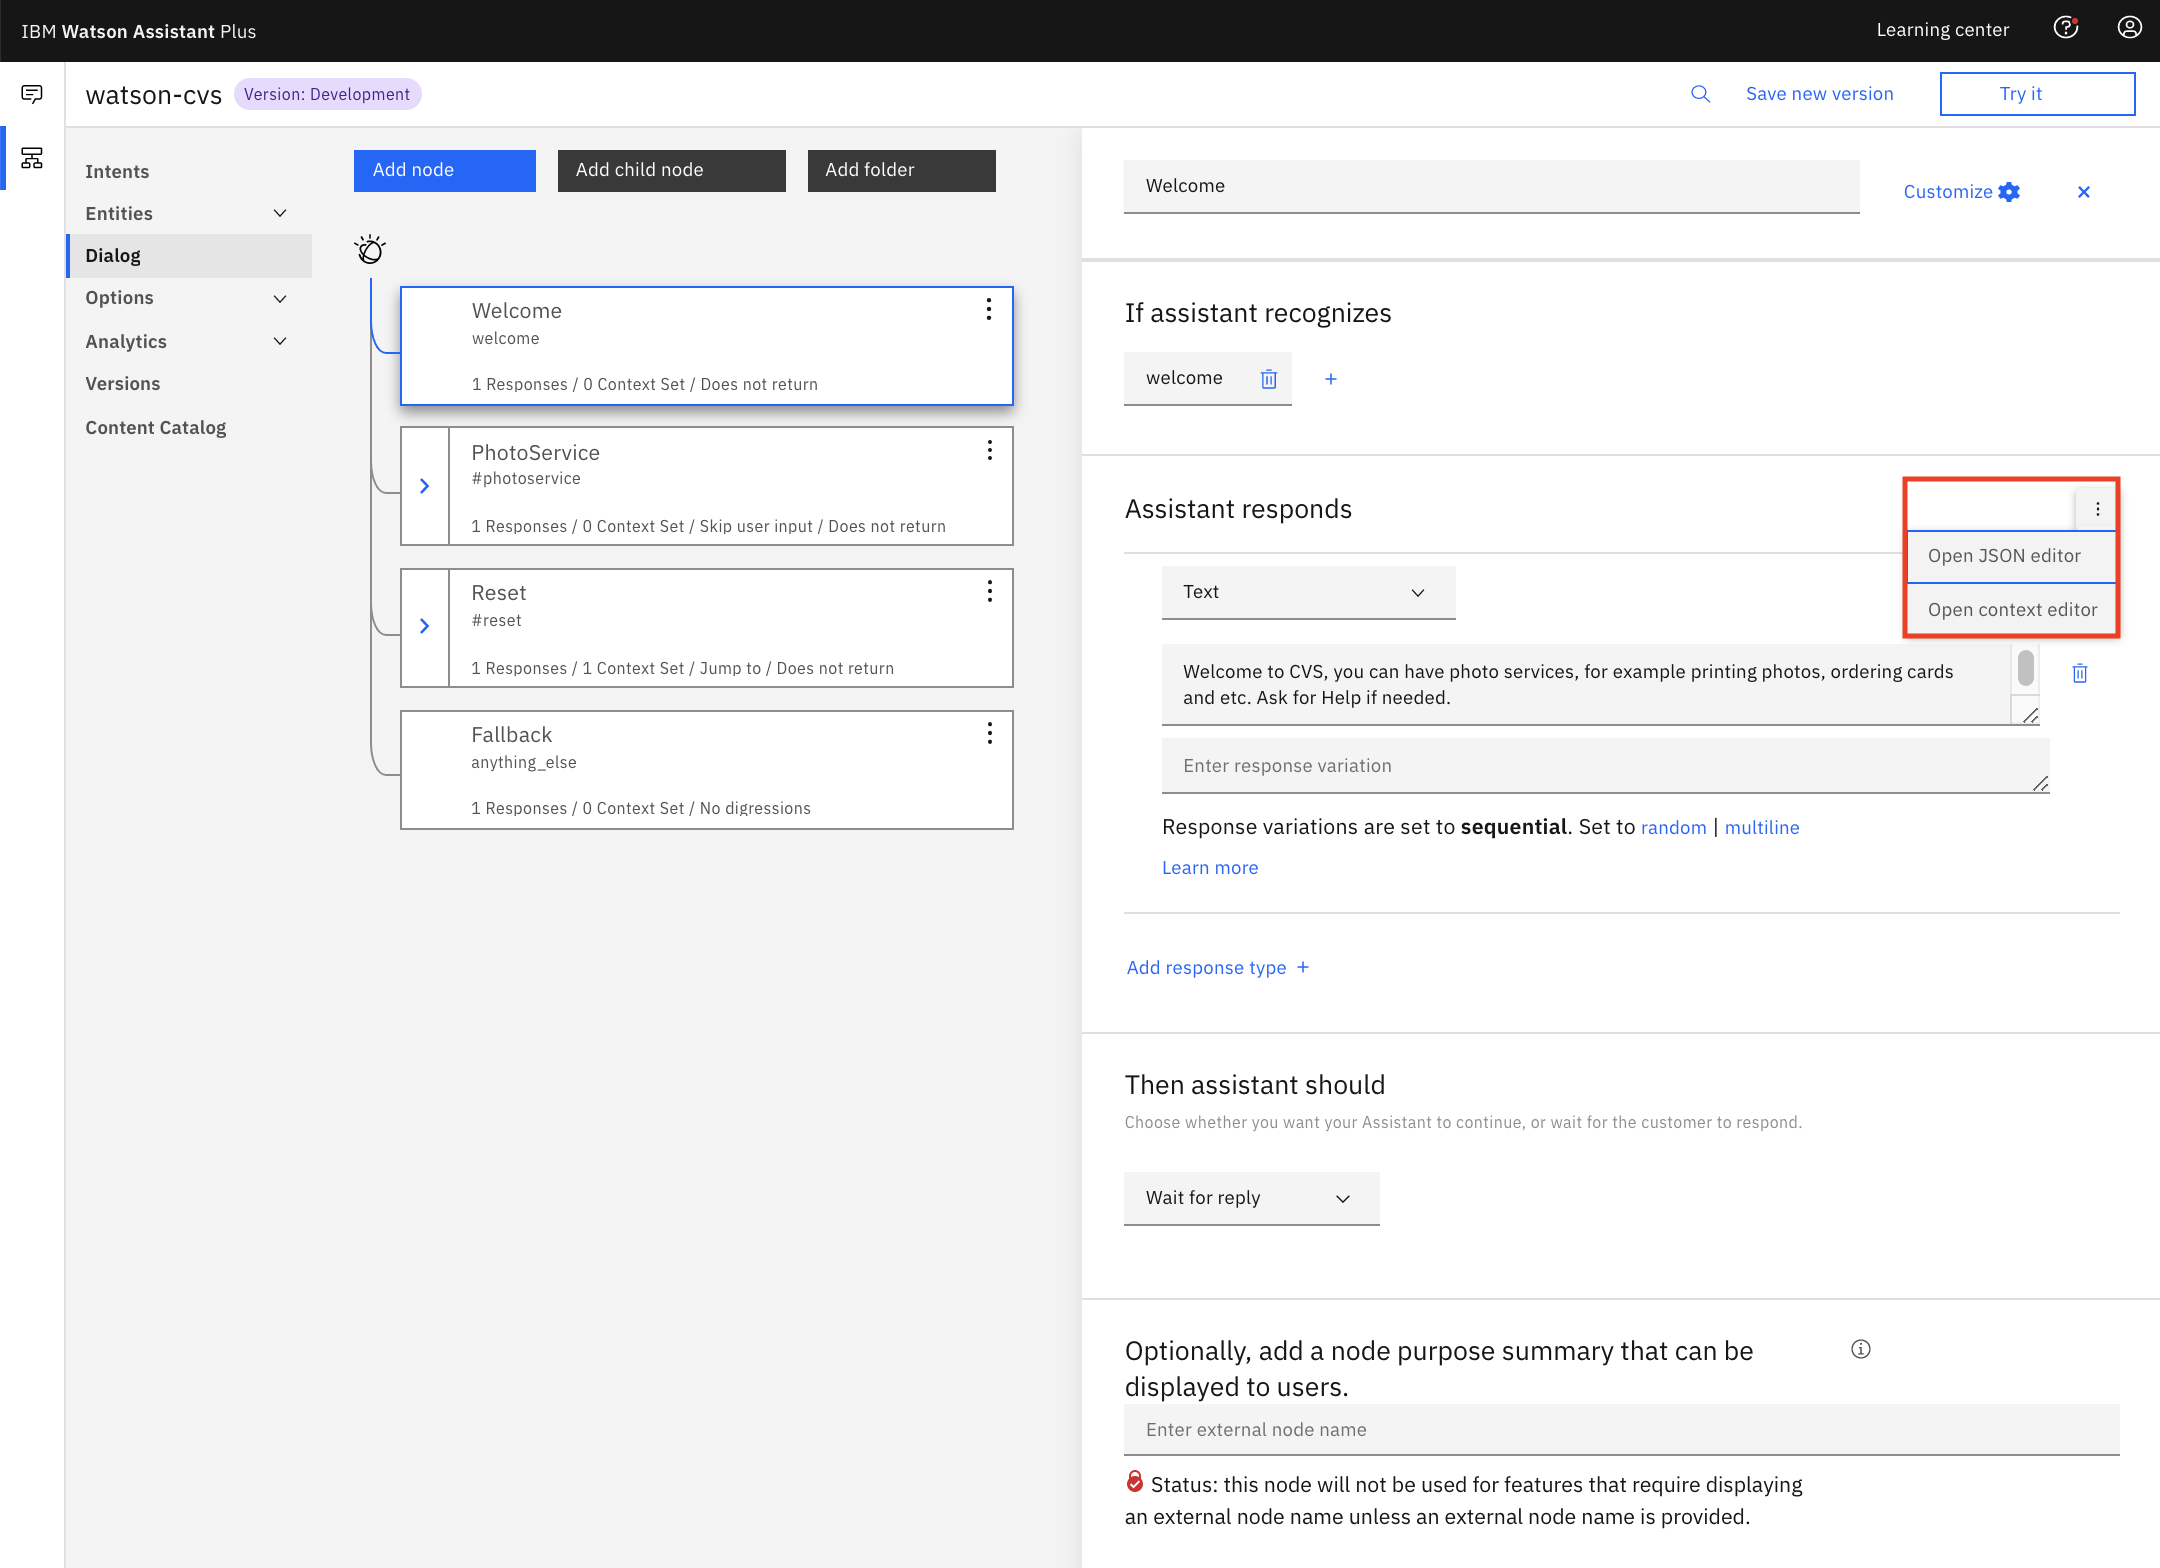 IBM Watson Assistant Plus
Learning center
watson-cvs
Version: Development
Save new version
Try it
Intents
Entities
Dialog
Options
Analytics
Versions
Content Catalog
Add node
Add child node
Add folder
Welcome
welcome
1 Responses / 0 Context Set / Does not return
PhotoService
#photoservice
1 Responses / 0 Context Set / Skip user input / Does not return
Reset
#reset
1 Responses / 1 Context Set / Jump to / Does not return
Fallback
anything_else
1 Responses / 0 Context Set / No digressions
Welcome
Customize
If assistant recognizes
welcome
Assistant responds
Open JSON editor
Open context editor
Text
Welcome to CVS, you can have photo services, for example printing photos, ordering cards
and etc. Ask for Help if needed.
Enter response variation
Response variations are set to sequential. Set to random | multiline
Learn more
Add response type +
Then assistant should
Choose whether you want your Assistant to continue, or wait for the customer to respond.
Wait for reply
Optionally, add a node purpose summary that can be
displayed to users.
Enter external node name
Status: this node will not be used for features that require displaying
an external node name unless an external node name is provided.